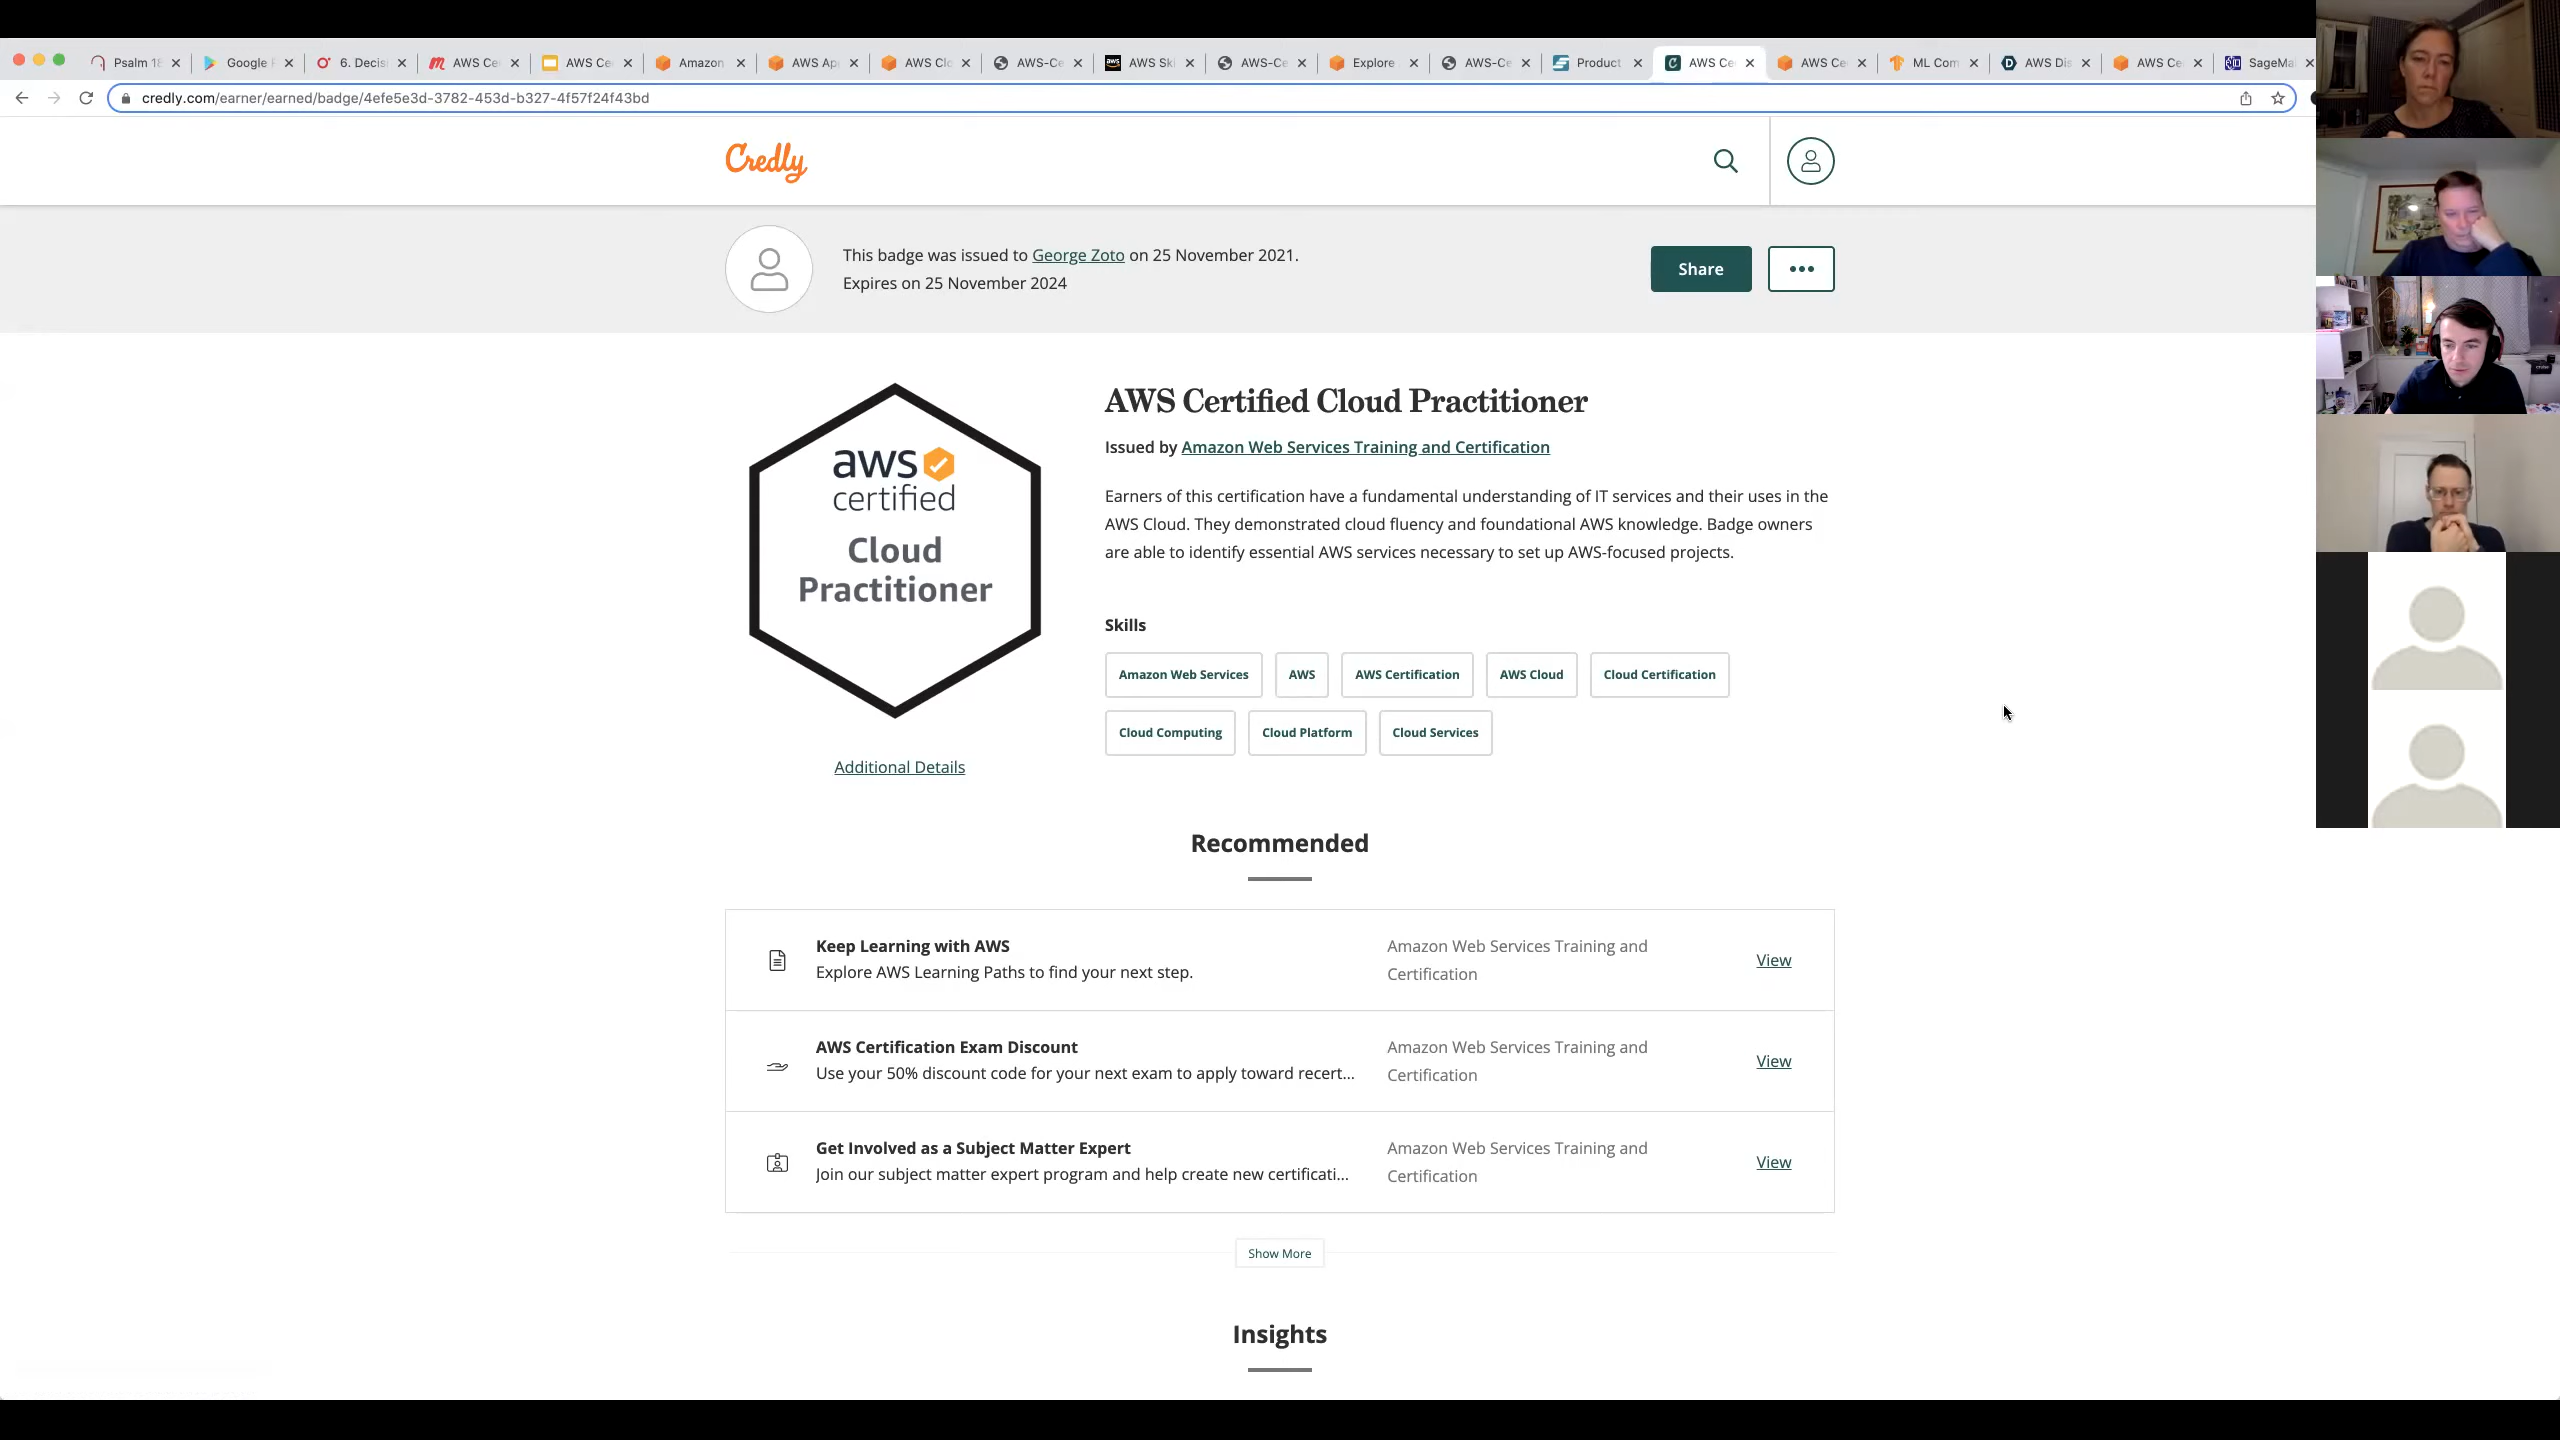 Psalm 18
Google
6. Decis
AWS Ce
AWS Ce
Amazon
AWS Ap
AWS Clo
AWS-Ce
aws
AWS Ski
AWS-Ce
Explore
AWS-Ce
Product
AWS Ce
AWS Ce
ML Com
AWS Dis
AWS Ce
SageMa
credly.com/earner/earned/badge/4efe5e3d-3782-453d-b327-4f57f24f43bd
Credly
This badge was issued to George Zoto on 25 November 2021.
Expires on 25 November 2024
Share
AWS Certified Cloud Practitioner
Issued by Amazon Web Services Training and Certification
Earners of this certification have a fundamental understanding of IT services and their uses in the
AWS Cloud. They demonstrated cloud fluency and foundational AWS knowledge. Badge owners
are able to identify essential AWS services necessary to set up AWS-focused projects.
aws
certified
Cloud
Practitioner
Skills
Amazon Web Services
AWS
AWS Certification
AWS Cloud
Cloud Certification
Cloud Computing
Cloud Platform
Cloud Services
Additional Details
Recommended
Keep Learning with AWS
Explore AWS Learning Paths to find your next step.
Amazon Web Services Training and
Certification
View
AWS Certification Exam Discount
Use your 50% discount code for your next exam to apply toward recert...
Amazon Web Services Training and
Certification
View
Get Involved as a Subject Matter Expert
Join our subject matter expert program and help create new certificati...
Amazon Web Services Training and
Certification
View
Show More
Insights